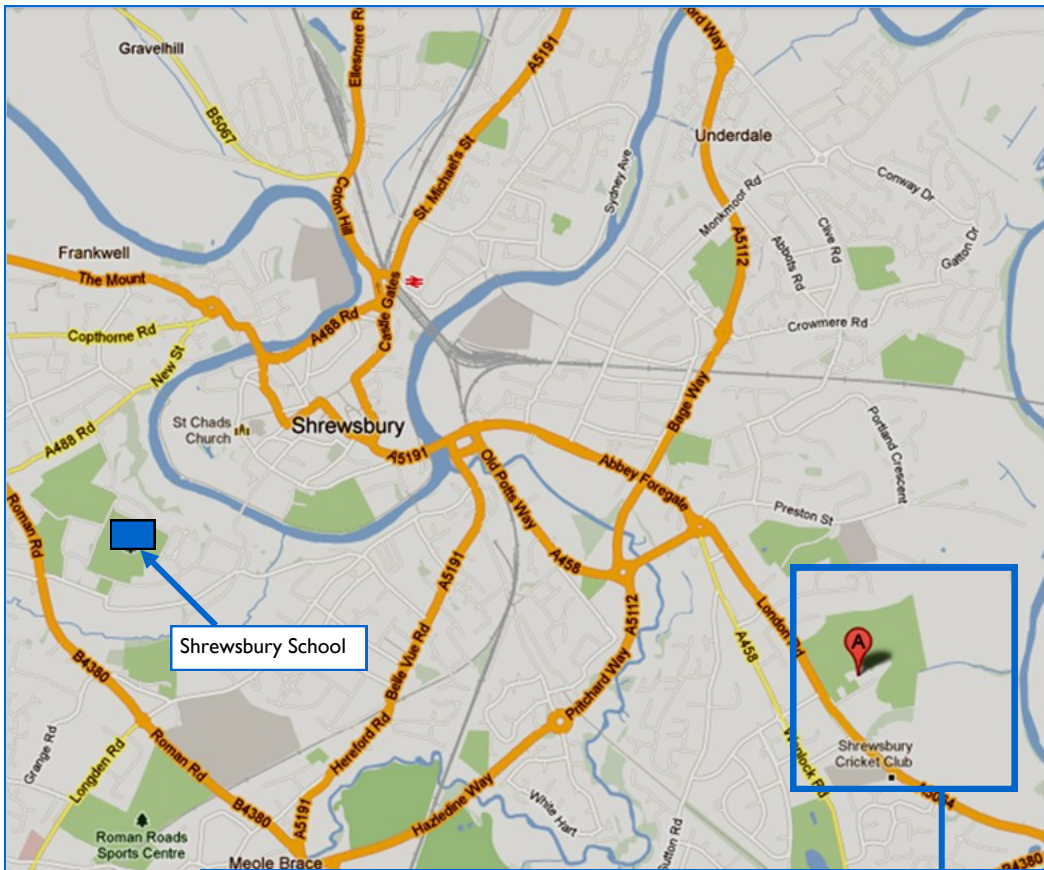 Gravelhill
Ellesmere R
A5191
ord Way
B5067
Underdale
Sydney Ave
Coton Hill
St. Michael's St
Monkmoor Rd
Conway Dr
Clive Rd
Abbots Rd
Galton Dr
A5112
Frankwell
The Mount
Castle Gates
A488 Rd
Copthorne Rd
Crowmere Rd
New St
Bage Way
St Chads
Church
Shrewsbury
A488 Rd
A5191
Old Potts Way
Abbey Foregate
Portland Crescent
Preston St
Roman Rd
A5191
A458
A5112
London Rd
A458
A
Shrewsbury School
Belle Vue Rd
B4380
Pritchard Way
Grange Rd
Longden Rd
Roman Rd
Hereford Rd
Wenlock Rd
Shrewsbury
Cricket Club
A5064
B4380
A5191
Hazledine Way
White Hart
Sutton Rd
Roman Roads
Sports Centre
Meole Brace
B4380